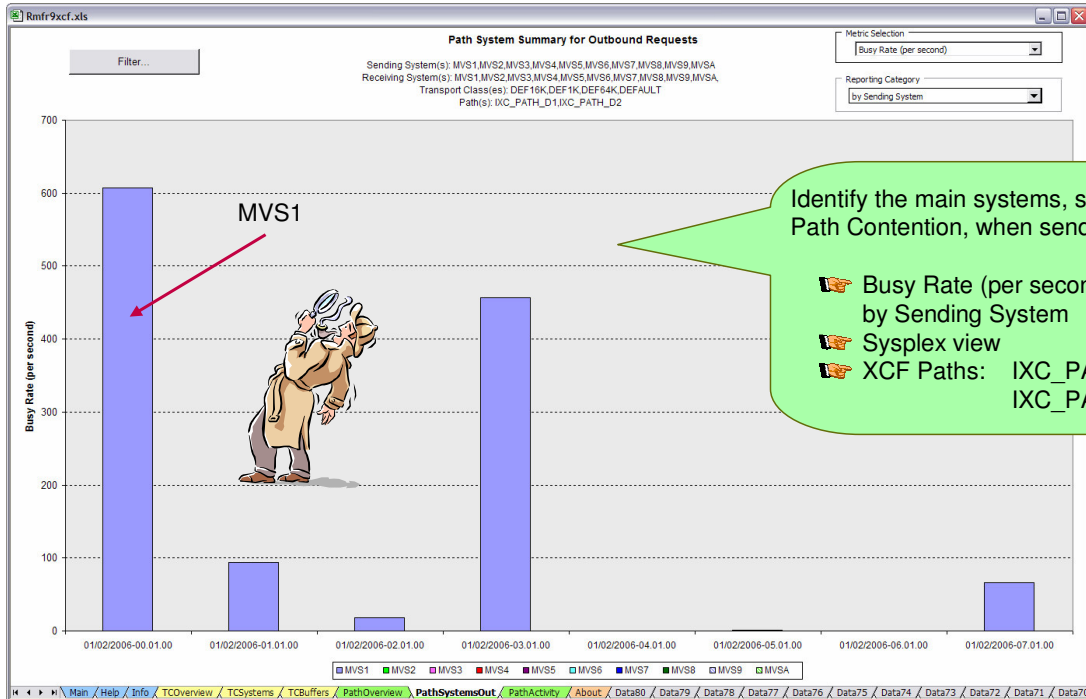 Rmfr9xcf.xls
Filter...
Path System Summary for Outbound Requests
Sending System(s): MVS1,MVS2,MVS3,MVS4,MVS5,MVS6,MVS7,MVS8,MVS9,MVSA
Receiving System(s): MVS1,MVS2,MVS3,MVS4,MVS5,MVS6,MVS7,MVS8,MVS9,MVSA,
Transport Class(es): DEF16K,DEF1K,DEF64K,DEFAULT
Path(s): IXC_PATH_D1,IXC_PATH_D2
Metric Selection
Busy Rate (per second)
Reporting Category
by Sending System
Busy Rate (per second)
700
600
500
400
300
200
100
0
MVS1
Identify the main systems, s
Path Contention, when send
Busy Rate (per secon
by Sending System
Sysplex view
XCF Paths: IXC_PA
IXC_PA
01/02/2006-00.01.00 01/02/2006-01.01.00 01/02/2006-02.01.00 01/02/2006-03.01.00 01/02/2006-04.01.00 01/02/2006-05.01.00 01/02/2006-06.01.00 01/02/2006-07.01.00
MVS1 MVS2 MVS3 MVS4 MVS5 MVS6 MVS7 MVS8 MVS9 MVSA
Main / Help / Info / TCOverview / TCSystems / TCBuffers / PathOverview / PathSystemsOut / PathActivity / About / Data80 / Data79 / Data78 / Data77 / Data76 / Data75 / Data74 / Data73 / Data72 / Data71 / Data70